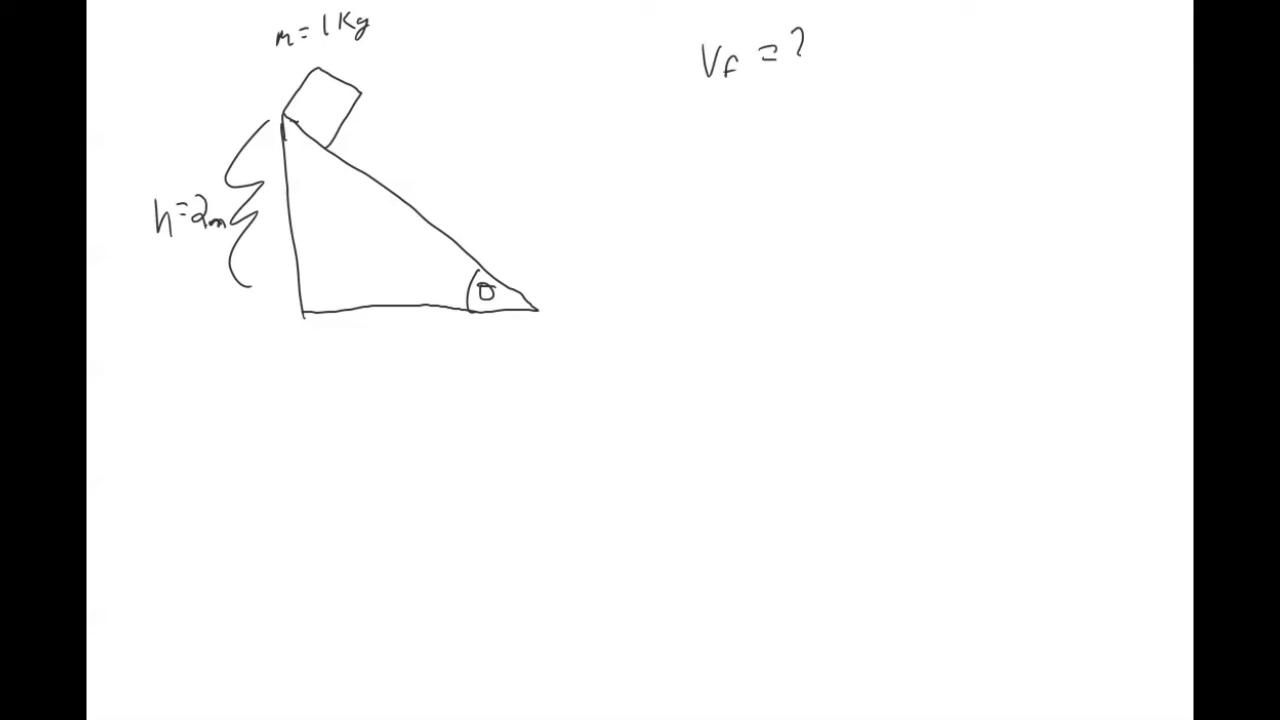 m = 1 Kg
V_f = ?
h = 2m
θ